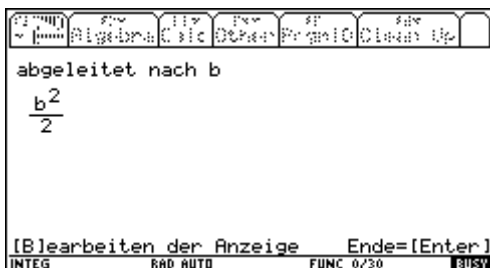 Algebra Calc Other PrgmIO Clean Up
abgeleitet nach b
b²
2
[B]earbeiten der Anzeige Ende=[Enter]
INTEG RAD AUTO FUNC 0/30 BUSY